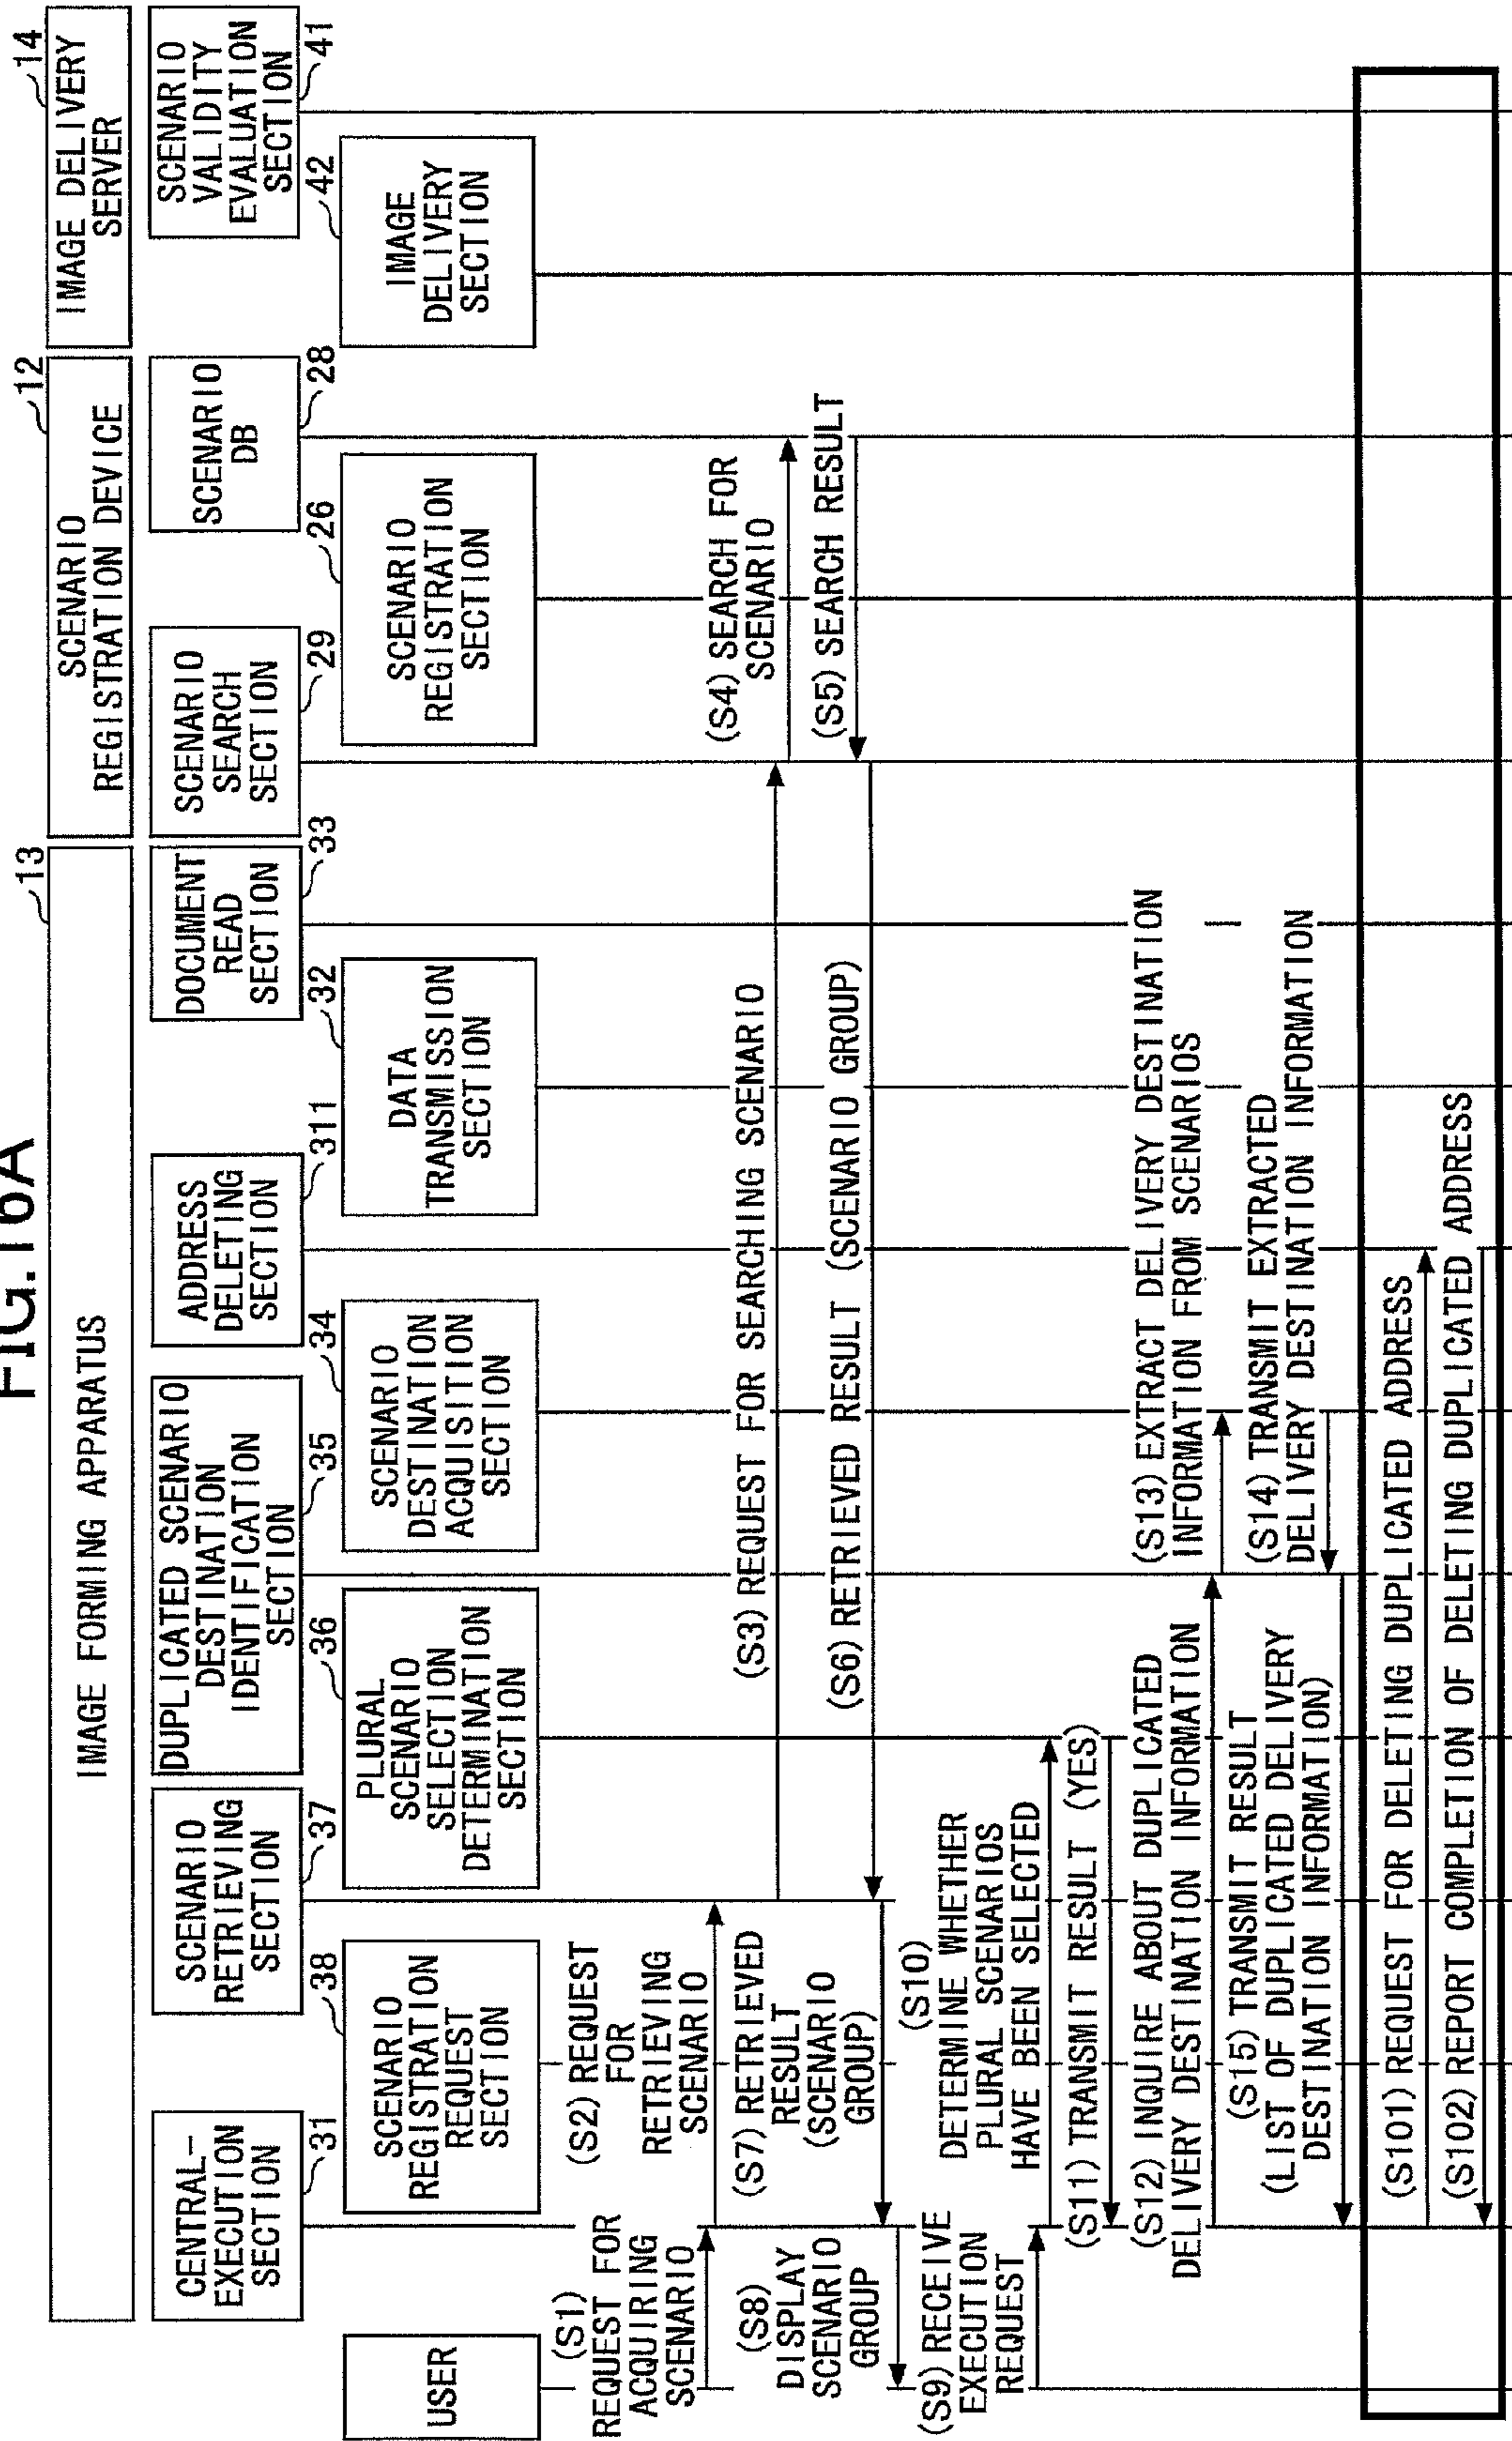 FIG.16A
13
IMAGE FORMING APPARATUS
12
SCENARIO
REGISTRATION DEVICE
14
IMAGE DELIVERY
SERVER
CENTRAL-
EXECUTION
SECTION
31
SCENARIO
RETRIEVING
SECTION
37
DUPLICATED SCENARIO
DESTINATION
IDENTIFICATION
SECTION
35
ADDRESS
DELETING
SECTION
311
DOCUMENT
READ
SECTION
33
SCENARIO
SEARCH
SECTION
29
SCENARIO
DB
28
SCENARIO
VALIDITY
EVALUATION
SECTION
41
USER
SCENARIO
REGISTRATION
REQUEST
SECTION
38
PLURAL
SCENARIO
SELECTION
DETERMINATION
SECTION
36
SCENARIO
DESTINATION
ACQUISITION
SECTION
34
DATA
TRANSMISSION
SECTION
32
SCENARIO
REGISTRATION
SECTION
26
IMAGE
DELIVERY
SECTION
42
(S1)
REQUEST FOR
ACQUIRING
SCENARIO
(S2) REQUEST
FOR
RETRIEVING
SCENARIO
(S3) REQUEST FOR SEARCHING SCENARIO
(S4) SEARCH FOR
SCENARIO
(S5) SEARCH RESULT
(S6) RETRIEVED RESULT (SCENARIO GROUP)
(S7) RETRIEVED
RESULT
(SCENARIO
GROUP)
(S8)
DISPLAY
SCENARIO
GROUP
(S9) RECEIVE
EXECUTION
REQUEST
(S10)
DETERMINE WHETHER
PLURAL SCENARIOS
HAVE BEEN SELECTED
(S11) TRANSMIT RESULT (YES)
(S12) INQUIRE ABOUT DUPLICATED
DELIVERY DESTINATION INFORMATION
(S13) EXTRACT DELIVERY DESTINATION
INFORMATION FROM SCENARIOS
(S14) TRANSMIT EXTRACTED
DELIVERY DESTINATION INFORMATION
(S15) TRANSMIT RESULT
(LIST OF DUPLICATED DELIVERY
DESTINATION INFORMATION)
(S101) REQUEST FOR DELETING DUPLICATED ADDRESS
(S102) REPORT COMPLETION OF DELETING DUPLICATED ADDRESS